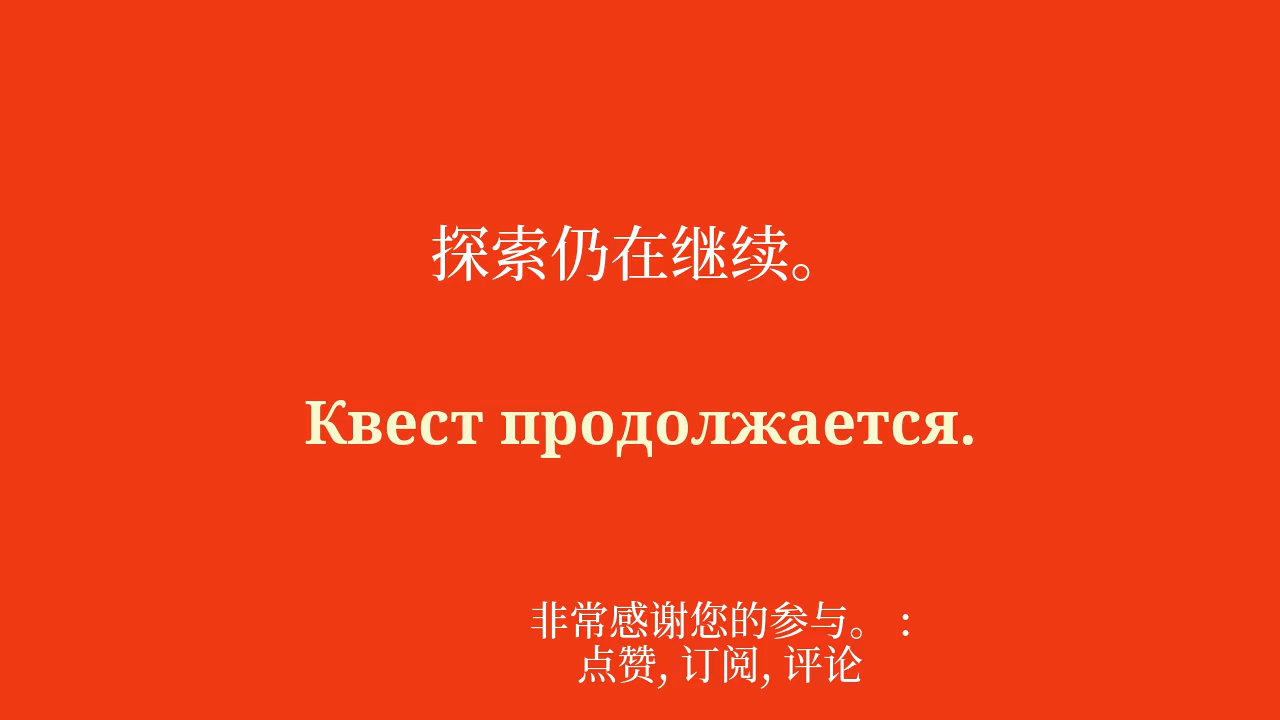 探索仍在继续。
Квест продолжается.
非常感谢您的参与。 :
点赞, 订阅, 评论